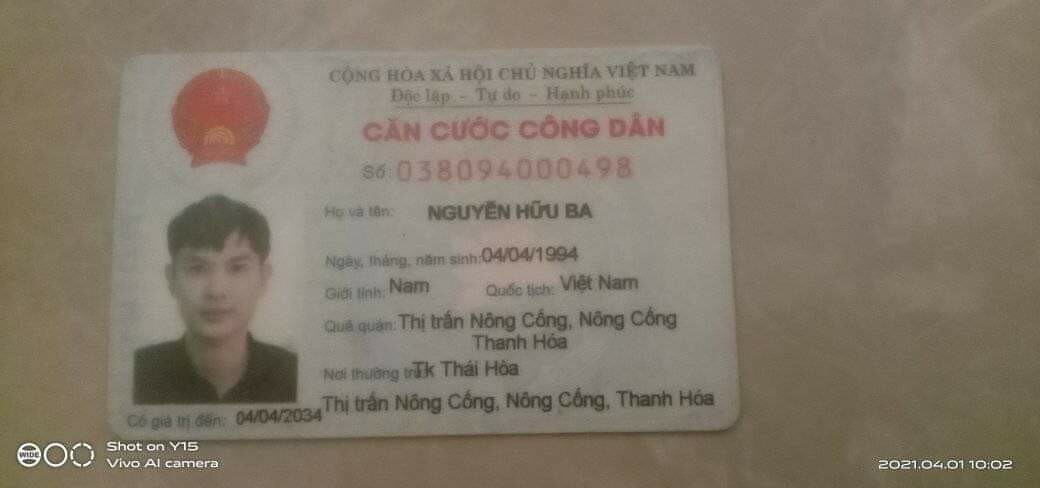 CỘNG HÒA XÃ HỘI CHỦ NGHĨA VIỆT NAM
Độc lập - Tự do - Hạnh phúc
CĂN CƯỚC CÔNG DÂN
Số: 038094000498
Họ và tên: NGUYỄN HỮU BA
Ngày, tháng, năm sinh: 04/04/1994
Giới tính: Nam Quốc tịch: Việt Nam
Quê quán: Thị trấn Nông Cống, Nông Cống
Thanh Hóa
Nơi thường trú: Tk Thái Hòa
Thị trấn Nông Cống, Nông Cống, Thanh Hóa
Có giá trị đến: 04/04/2034
WIDE
Shot on Y15
Vivo AI camera
2021.04.01 10:02